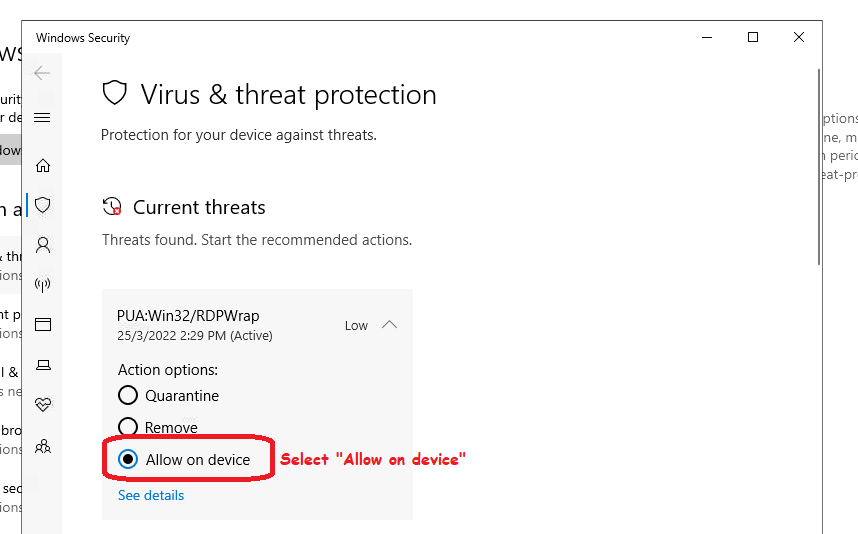 Windows Security
Virus & threat protection
Protection for your device against threats.
Current threats
Threats found. Start the recommended actions.
PUA:Win32/RDPWrap
25/3/2022 2:29 PM (Active)
Low
Action options:
Quarantine
Remove
Allow on device
Select "Allow on device"
See details